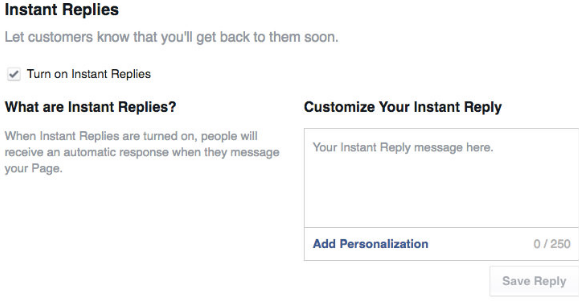 Instant Replies
Let customers know that you'll get back to them soon.
Turn on Instant Replies
What are Instant Replies?
When Instant Replies are turned on, people will
receive an automatic response when they message
your Page.
Customize Your Instant Reply
Your Instant Reply message here.
Add Personalization 0 / 250
Save Reply